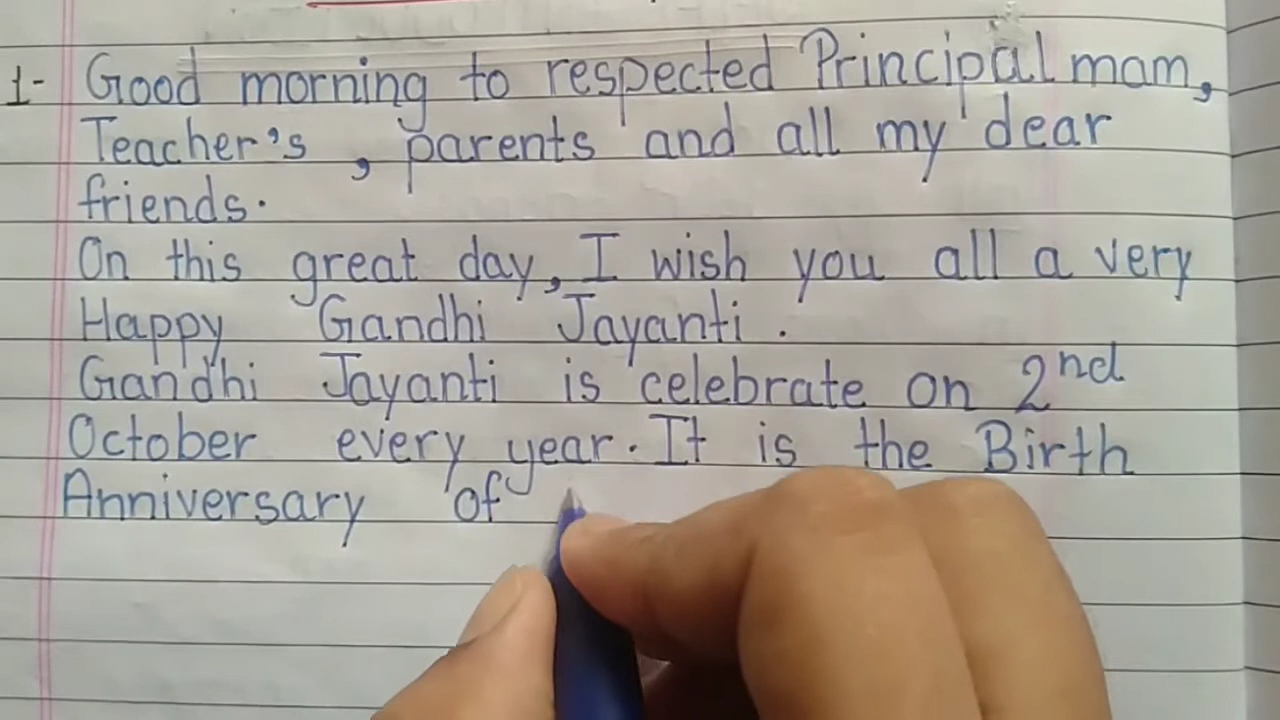 1- Good morning to respected Principal mam,
Teacher's, parents and all my dear
friends.
On this great day, I wish you all a very
Happy Gandhi Jayanti.
Gandhi Jayanti is celebrate on 2nd
October every year. It is the Birth
Anniversary of